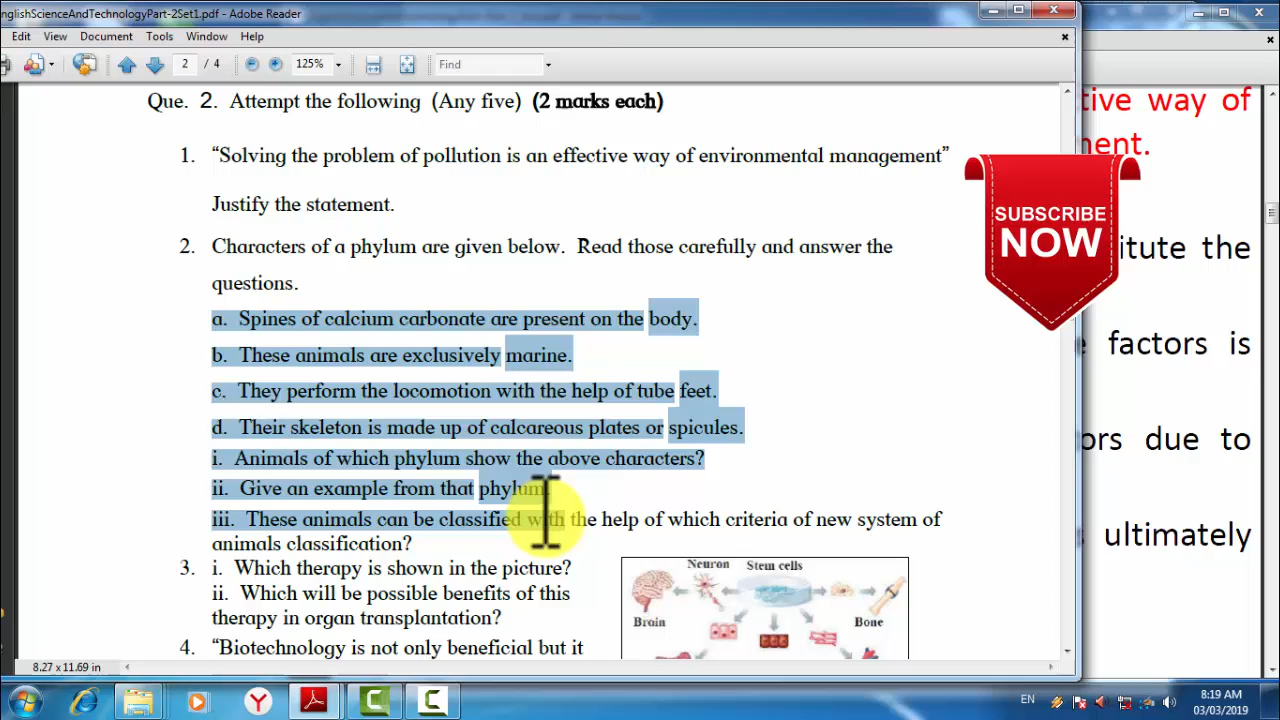 nglishScienceAndTechnologyPart-2Set1.pdf - Adobe Reader
Edit View Document Tools Window Help
2 / 4 125% Find
Que. 2. Attempt the following (Any five) (2 marks each)
1. “Solving the problem of pollution is an effective way of environmental management”
Justify the statement.
2. Characters of a phylum are given below. Read those carefully and answer the
questions.
a. Spines of calcium carbonate are present on the body.
b. These animals are exclusively marine.
c. They perform the locomotion with the help of tube feet.
d. Their skeleton is made up of calcareous plates or spicules.
i. Animals of which phylum show the above characters?
ii. Give an example from that phylum.
iii. These animals can be classified with the help of which criteria of new system of
animals classification?
3. i. Which therapy is shown in the picture?
ii. Which will be possible benefits of this
therapy in organ transplantation?
4. “Biotechnology is not only beneficial but it
Neuron Stem cells
Brain Bone
8.27 x 11.69 in
SUBSCRIBE
NOW
tive way of
ment.
itute the
factors is
ors due to
ultimately
EN
8:19 AM
03/03/2019